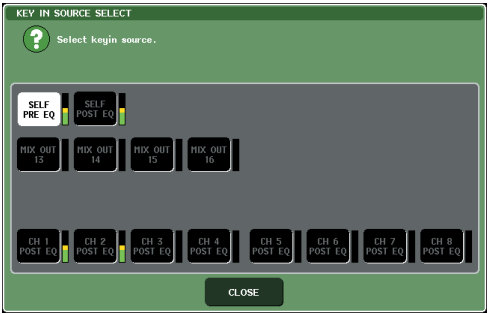 KEY IN SOURCE SELECT
?
Select keyin source.
SELF PRE EQ
SELF POST EQ
MIX OUT 13
MIX OUT 14
MIX OUT 15
MIX OUT 16
CH 1 POST EQ
CH 2 POST EQ
CH 3 POST EQ
CH 4 POST EQ
CH 5 POST EQ
CH 6 POST EQ
CH 7 POST EQ
CH 8 POST EQ
CLOSE